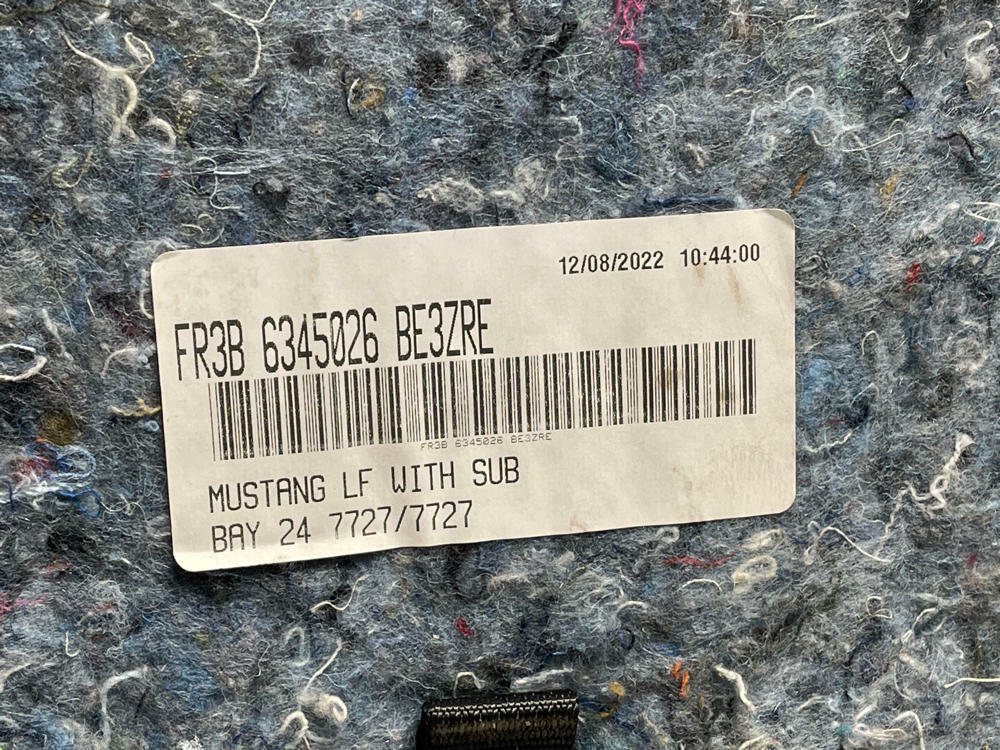 12/08/2022 10:44:00
FR3B 6345026 BE3ZRE
FR3B 6345026 BE3ZRE
MUSTANG LF WITH SUB
BAY 24 7727/7727